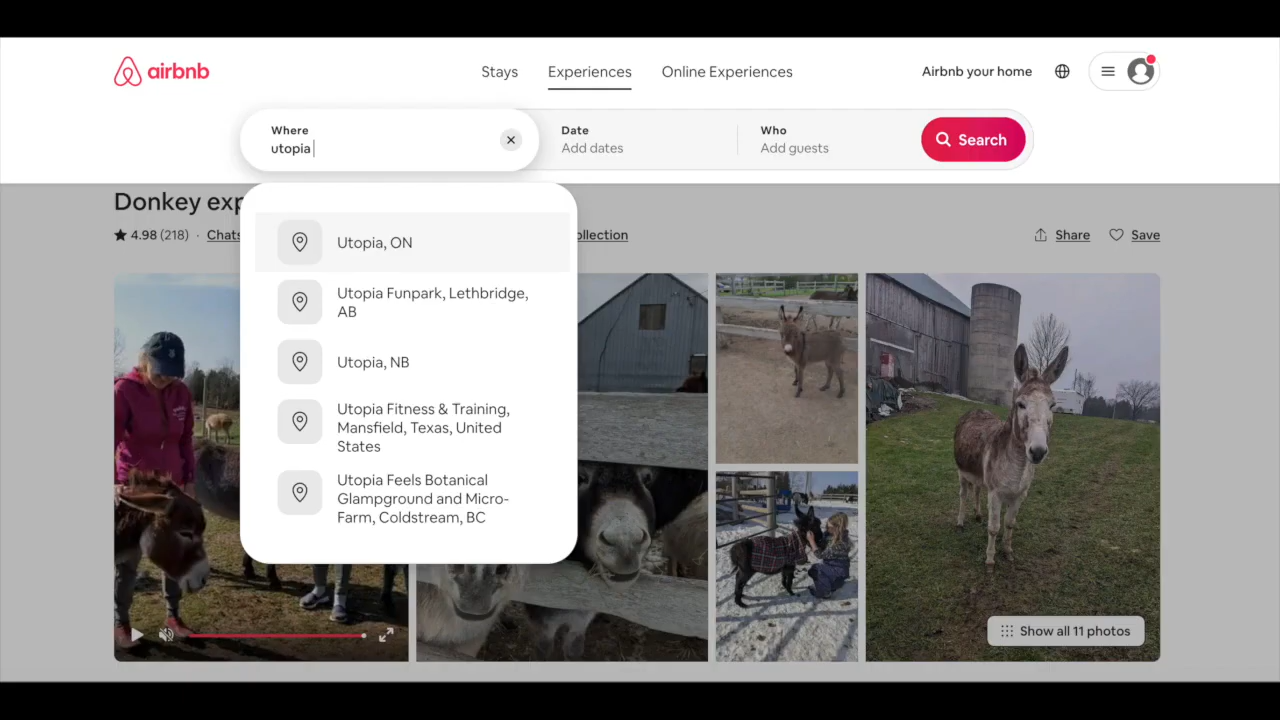 airbnb
Stays
Experiences
Online Experiences
Airbnb your home
Where
utopia
Date
Add dates
Who
Add guests
Search
Donkey exp
4.98 (218) · Chats
ollection
Share
Save
Utopia, ON
Utopia Funpark, Lethbridge,
AB
Utopia, NB
Utopia Fitness & Training,
Mansfield, Texas, United
States
Utopia Feels Botanical
Glampground and Micro-
Farm, Coldstream, BC
Show all 11 photos